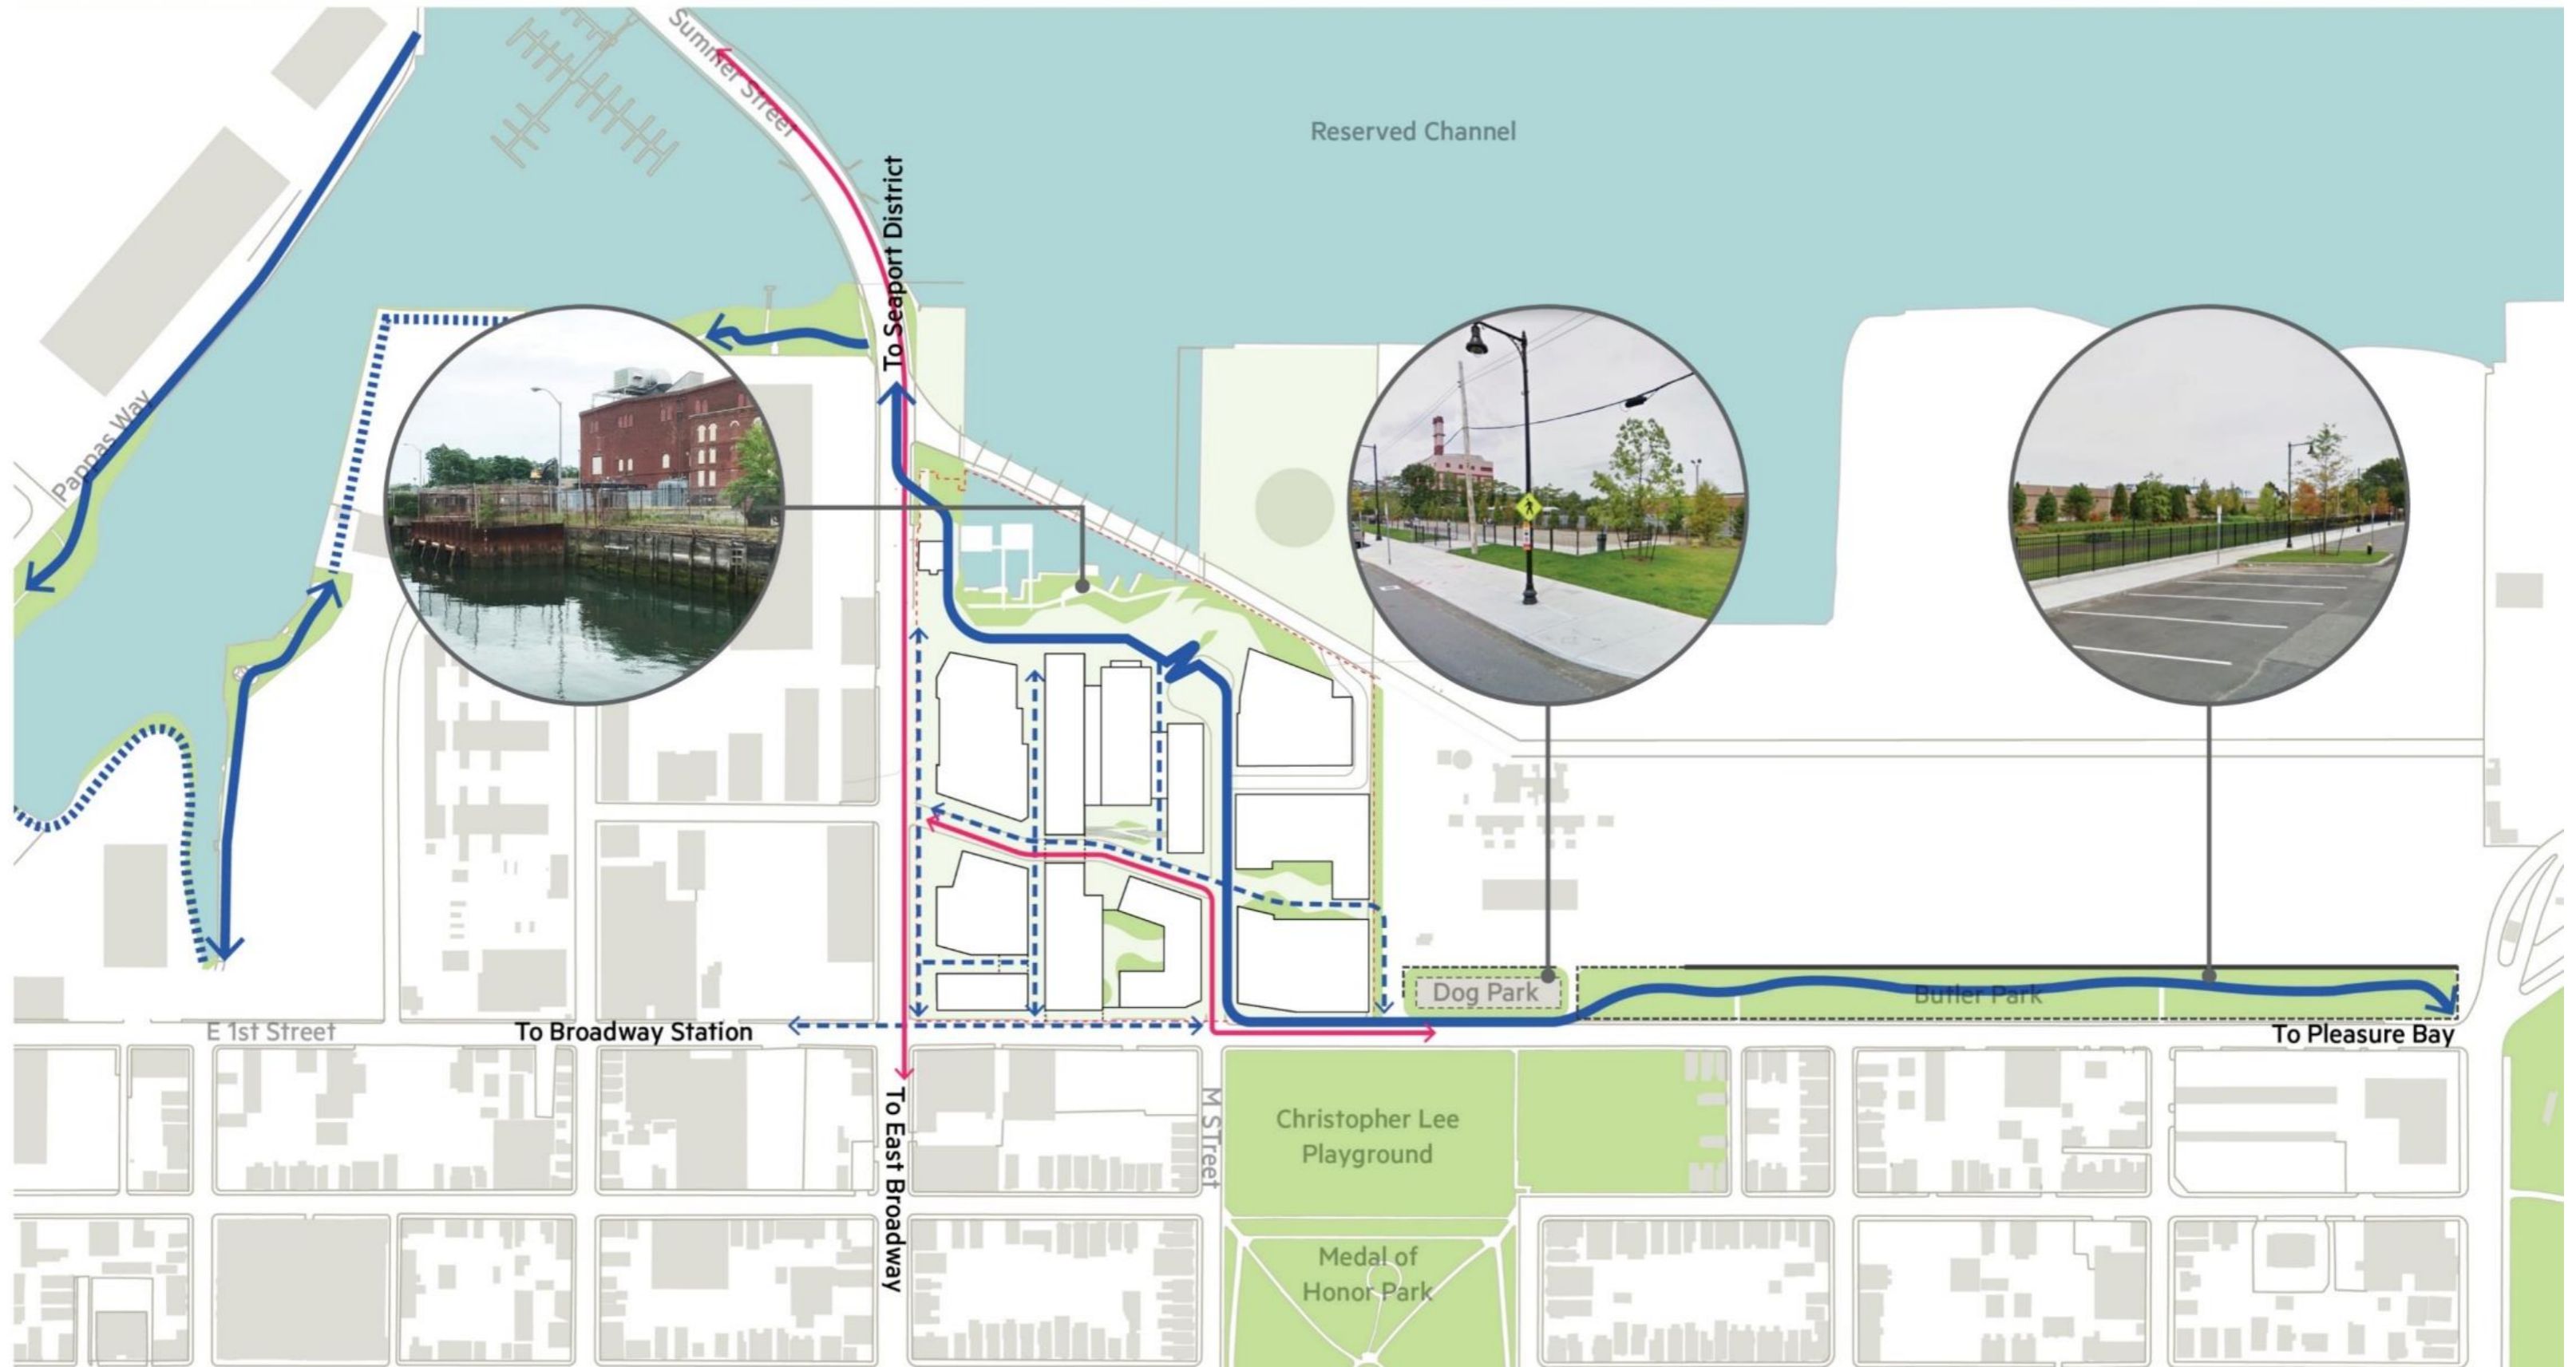 Summer Street
Reserved Channel
To Seaport District
Pappas Way
Dog Park
Butler Park
E 1st Street
To Broadway Station
To Pleasure Bay
To East Broadway
M STreet
Christopher Lee
Playground
Medal of
Honor Park